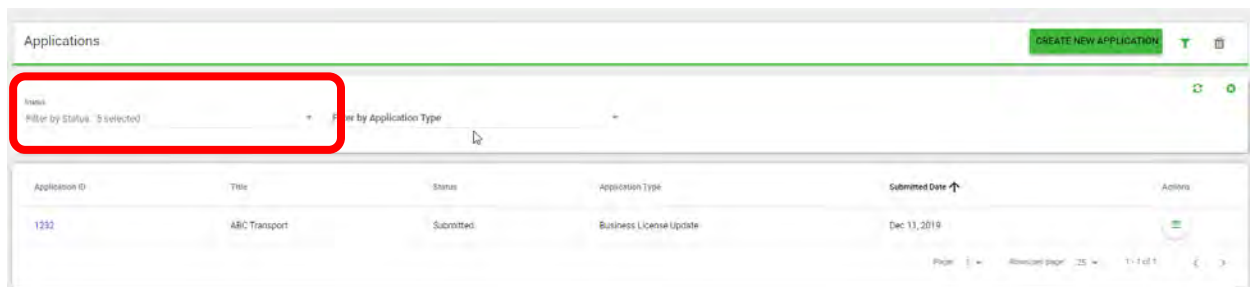 Applications
CREATE NEW APPLICATION
Status
Filter by Status 5 selected
er by Application Type
Application ID Title Status Application Type Submitted Date Actions
1232 ABC Transport Submitted Business License Update Dec 13, 2019
Page: 1 Rows per page: 25 1-1 of 1